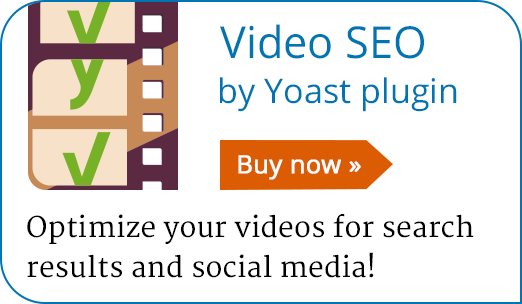 Video SEO
by Yoast plugin
Buy now »
Optimize your videos for search
results and social media!